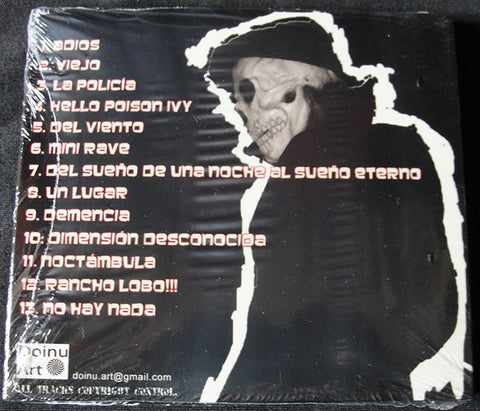 1. ADIOS
2. VIEJO
3. LA POLICÍA
4. HELLO POISON IVY
5. DEL VIENTO
6. MINI RAVE
7. DEL SUEÑO DE UNA NOCHE AL SUEÑO ETERNO
8. UN LUGAR
9. DEMENCIA
10. DIMENSIÓN DESCONOCIDA
11. NOCTÁMBULA
12. RANCHO LOBO!!!
13. NO HAY NADA
Doinu
Art
doinu.art@gmail.com
ALL TRACKS COPYRIGHT CONTROL.